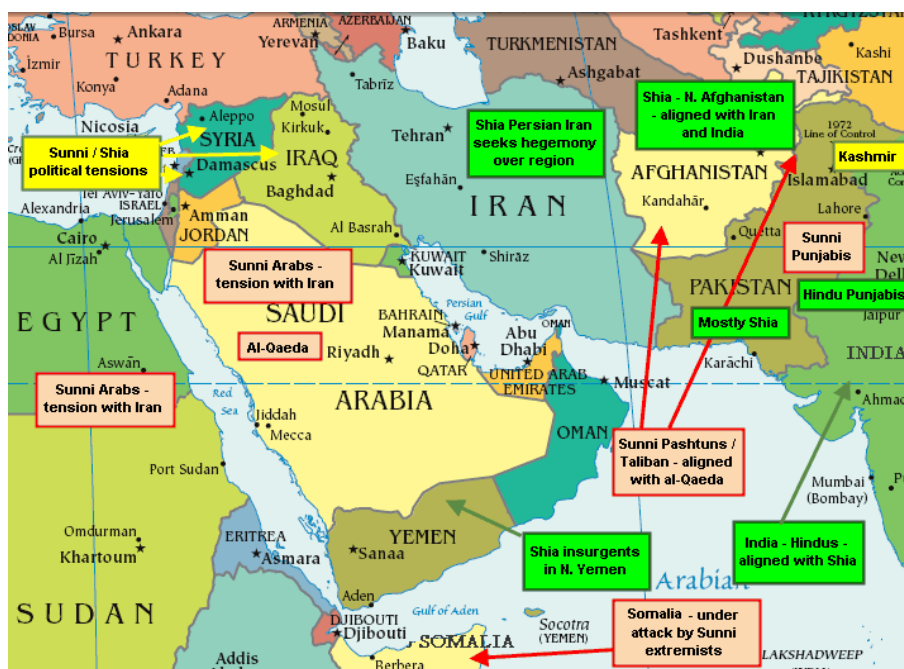 Bursa
Ankara
TURKEY
İzmir
Konya
Adana
ARMENIA
Yerevan
AZERBAIJAN
Baku
TURKMENISTAN
Ashgabat
Tashkent
Dushanbe
TAJIKISTAN
Kashi
Tabrīz
Nicosia
Aleppo
SYRIA
Damascus
Mosul
Kirkuk
IRAQ
Baghdad
Sunni / Shia
political tensions
Tehran
Shia Persian Iran
seeks hegemony
over region
Shia - N. Afghanistan
- aligned with Iran
and India
1972
Line of Control
Kashmir
AFGHANISTAN
Islamabad
Kandahār
Lahore
Quetta
Eşfahān
IRAN
Shīrāz
Tel Aviv-Yafo
ISRAEL
Jerusalem
Amman
JORDAN
Al Basrah
KUWAIT
Kuwait
Alexandria
Cairo
Al Jīzah
EGYPT
Aswān
Sunni Arabs -
tension with Iran
Sunni Arabs -
tension with Iran
SAUDI
ARABIA
Al-Qaeda
Riyadh
Persian
Gulf
BAHRAIN
Manama
Doha
QATAR
Abu
Dhabi
OMAN
UNITED ARAB
EMIRATES
Muscat
OMAN
Sunni
Punjabis
PAKISTAN
Hindu Punjabis
Mostly Shia
Jaipur
Karāchi
INDIA
Red
Sea
Jiddah
Mecca
Port Sudan
Sunni Pashtuns /
Taliban - aligned
with al-Qaeda
Mumbai
(Bombay)
Omdurman
Khartoum
SUDAN
ERITREA
Asmara
YEMEN
Sanaa
Aden
Shia insurgents
in N. Yemen
India - Hindus -
aligned with Shia
Arabian
Gulf of Aden
DJIBOUTI
Djibouti
SOMALIA
Berbera
Socotra
(YEMEN)
Somalia - under
attack by Sunni
extremists
Addis
LAKSHADWEEP